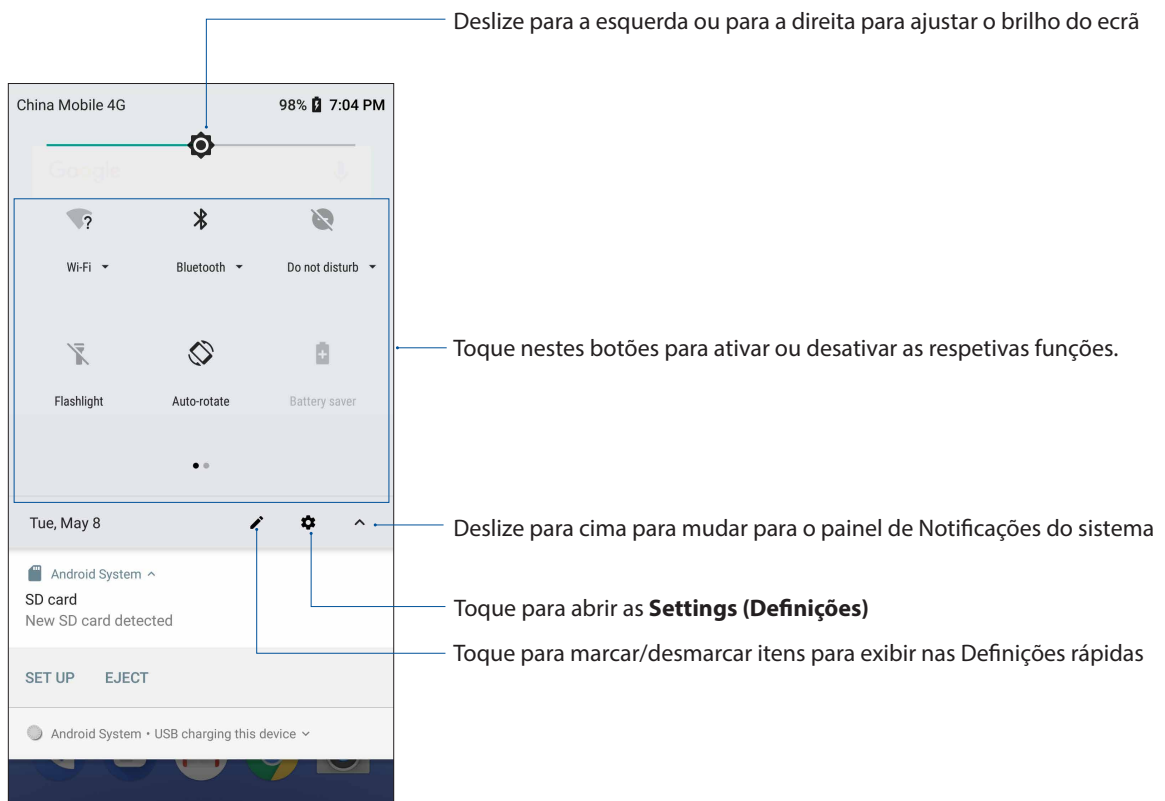 Deslize para a esquerda ou para a direita para ajustar o brilho do ecrã
China Mobile 4G 98% 7:04 PM
Google
Wi-Fi Bluetooth Do not disturb
Toque nestes botões para ativar ou desativar as respetivas funções.
Flashlight Auto-rotate Battery saver
Tue, May 8
Deslize para cima para mudar para o painel de Notificações do sistema
Android System
SD card
New SD card detected
Toque para abrir as Settings (Definições)
Toque para marcar/desmarcar itens para exibir nas Definições rápidas
SET UP EJECT
Android System • USB charging this device